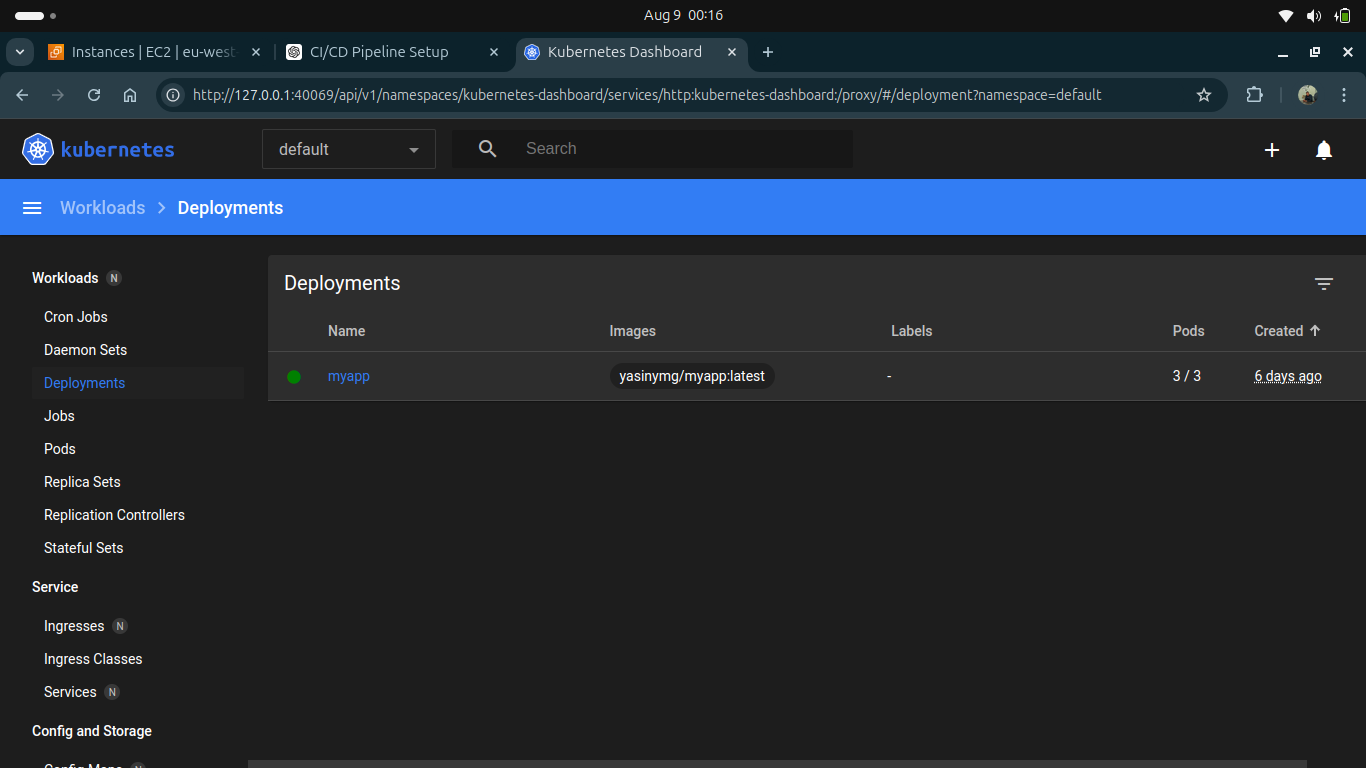 Aug 9 00:16
Instances | EC2 | eu-west-
CI/CD Pipeline Setup
Kubernetes Dashboard
http://127.0.0.1:40069/api/v1/namespaces/kubernetes-dashboard/services/http:kubernetes-dashboard:/proxy/#/deployment?namespace=default
kubernetes
default
Search
Workloads
Deployments
Workloads N
Cron Jobs
Daemon Sets
Deployments
Jobs
Pods
Replica Sets
Replication Controllers
Stateful Sets
Service
Ingresses N
Ingress Classes
Services N
Config and Storage
Config Maps N
Deployments
Name Images Labels Pods Created
myapp yasinymg/myapp:latest - 3 / 3 6 days ago